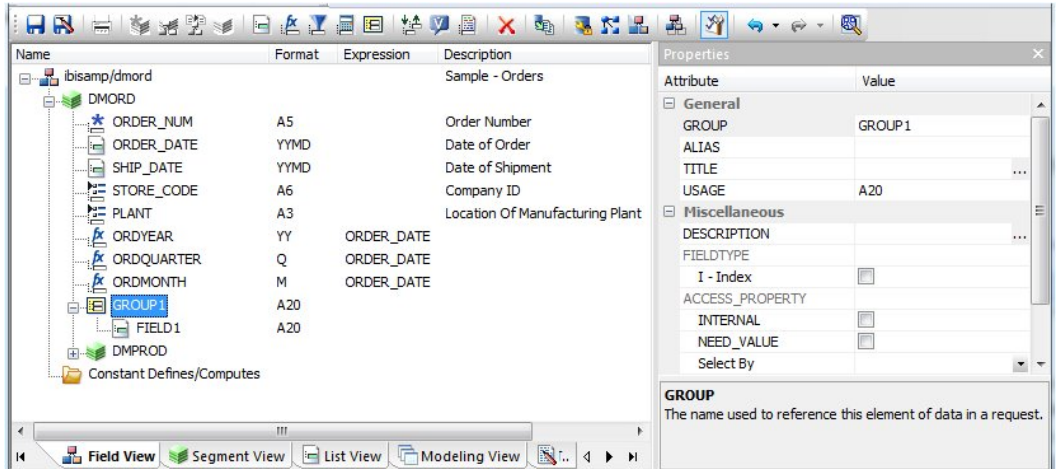 Name Format Expression Description
ibisamp/dmord Sample - Orders
DMORD
ORDER_NUM A5 Order Number
ORDER_DATE YYMD Date of Order
SHIP_DATE YYMD Date of Shipment
STORE_CODE A6 Company ID
PLANT A3 Location Of Manufacturing Plant
ORDYEAR YY ORDER_DATE
ORDQUARTER Q ORDER_DATE
ORDMONTH M ORDER_DATE
GROUP1 A20
FIELD1 A20
DMPROD
Constant Defines/Computes
Field View Segment View List View Modeling View
Properties
Attribute Value
General
GROUP GROUP1
ALIAS
TITLE ...
USAGE A20
Miscellaneous
DESCRIPTION ...
FIELDTYPE
I - Index
ACCESS_PROPERTY
INTERNAL
NEED_VALUE
Select By
GROUP
The name used to reference this element of data in a request.